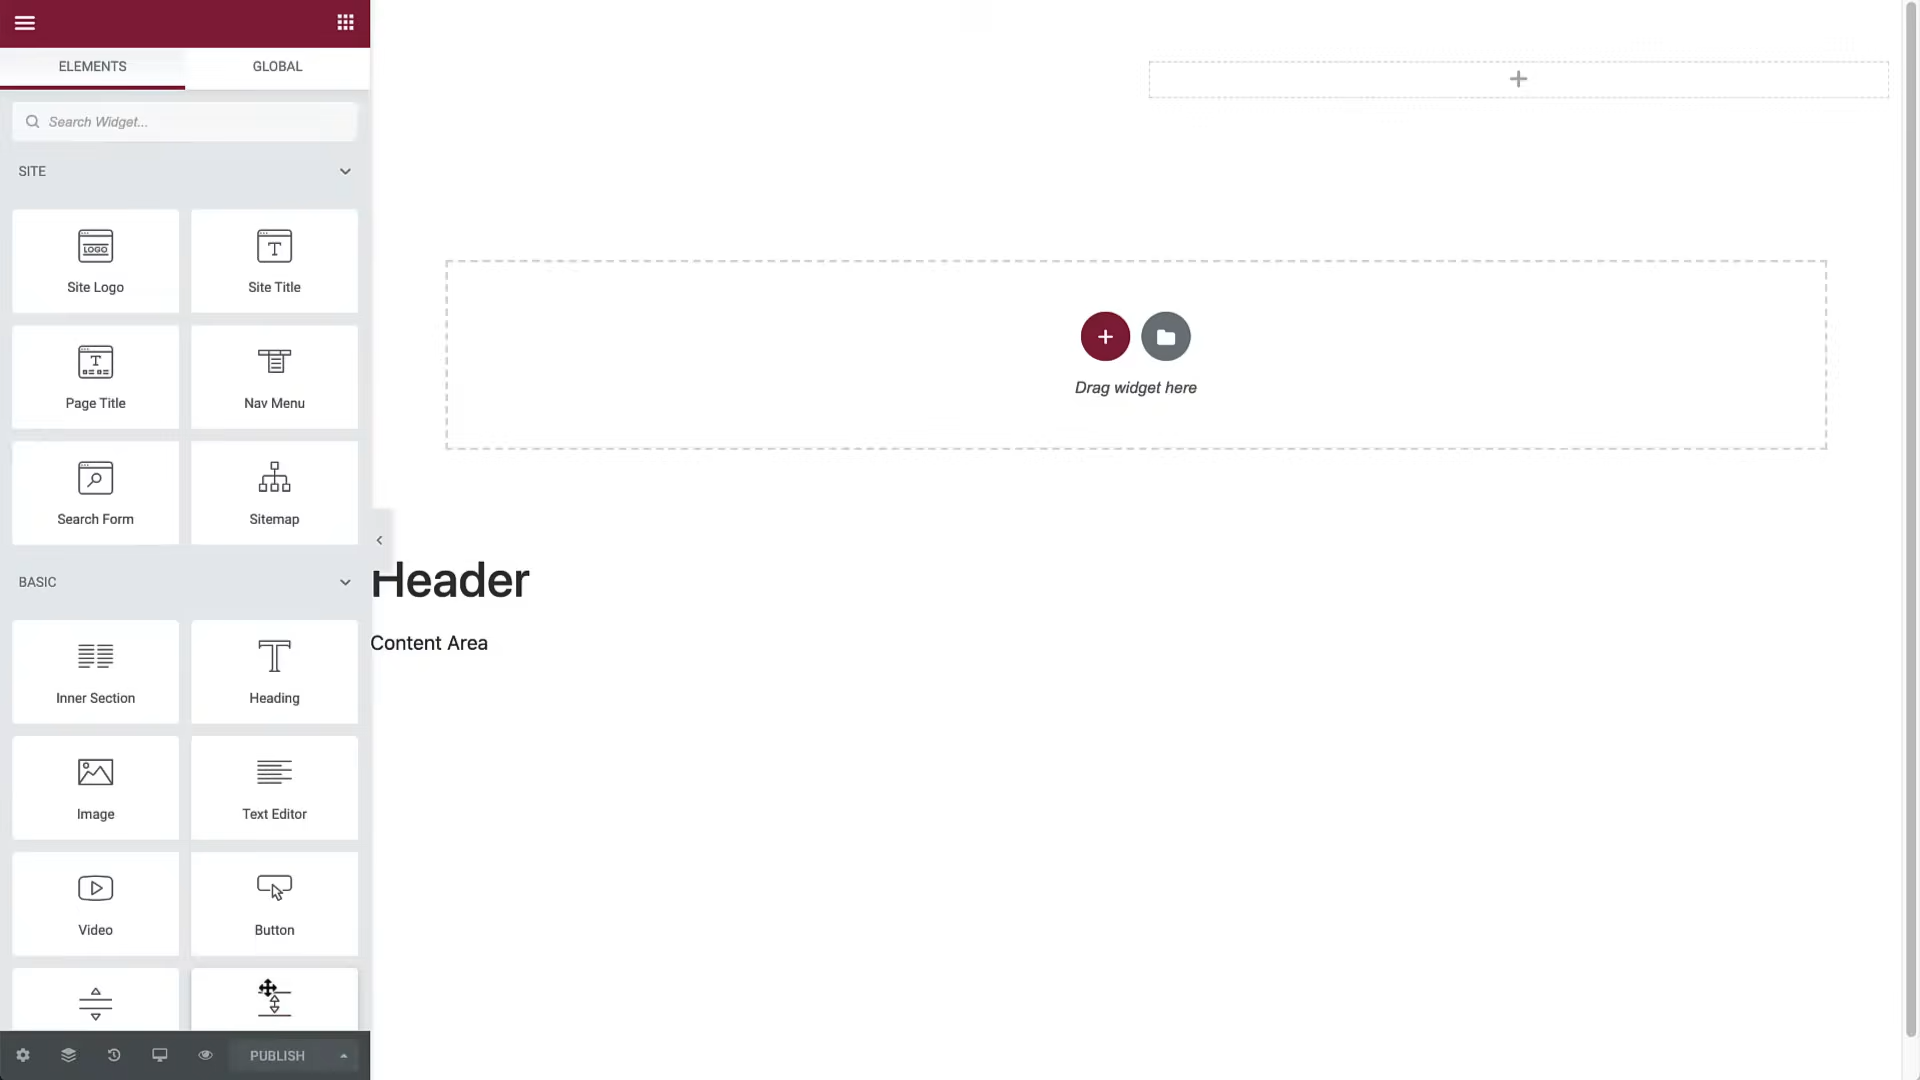 ELEMENTS
GLOBAL
Search Widget...
SITE
LOGO
Site Logo
T
Site Title
T
Page Title
Nav Menu
Search Form
Sitemap
BASIC
Inner Section
T
Heading
Image
Text Editor
Video
Button
PUBLISH
Drag widget here
Header
Content Area